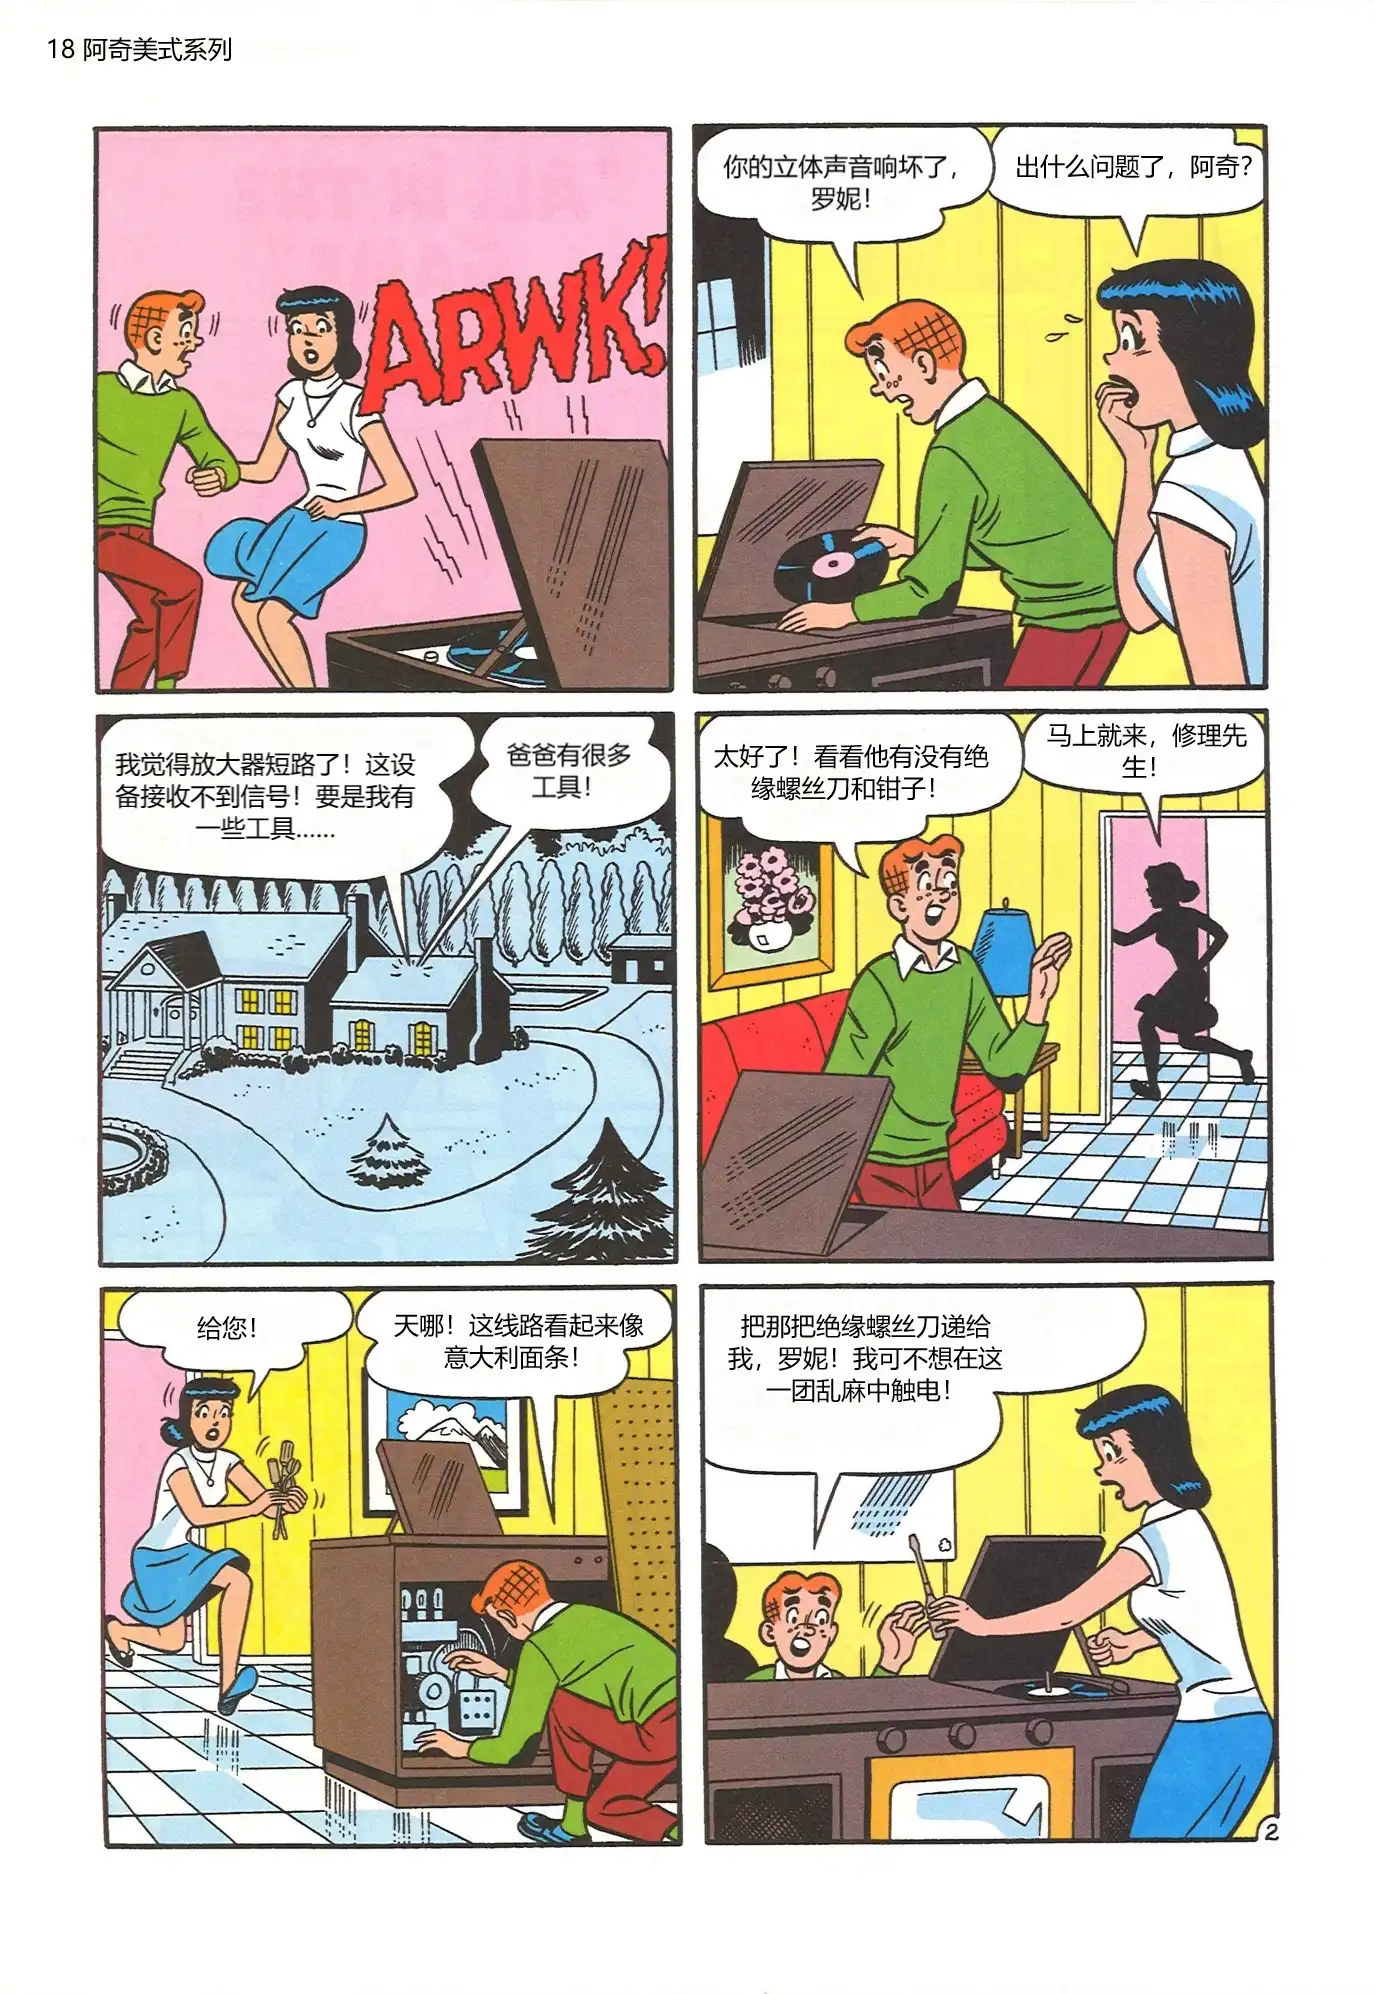 18 阿奇美式系列
ARWK!
你的立体声音响坏了，
罗妮！
出什么问题了，阿奇？
我觉得放大器短路了！这设
备接收不到信号！要是我有
一些工具……
爸爸有很多
工具！
太好了！看看他有没有绝
缘螺丝刀和钳子！
马上就来，修理先
生！
给您！
天哪！这线路看起来像
意大利面条！
把那把绝缘螺丝刀递给
我，罗妮！我可不想在这
一团乱麻中触电！
2